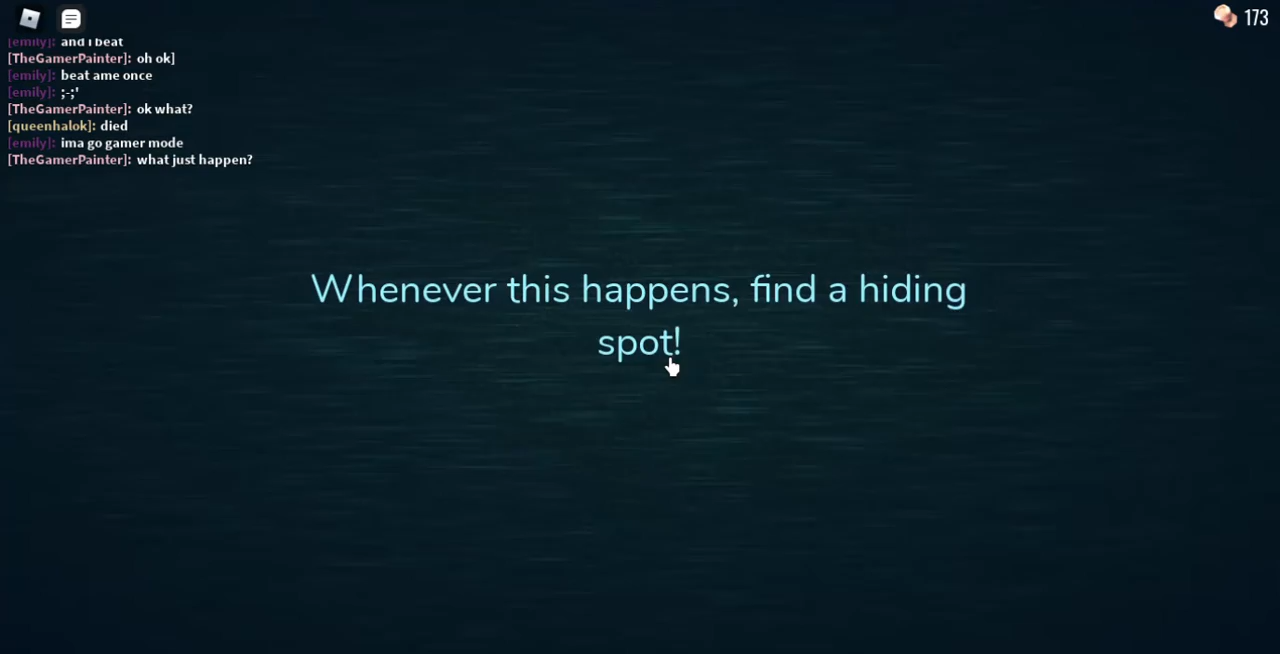 173
[emily]: and i beat
[TheGamerPainter]: oh ok]
[emily]: beat ame once
[emily]: ;-;'
[TheGamerPainter]: ok what?
[queenhalok]: died
[emily]: ima go gamer mode
[TheGamerPainter]: what just happen?
Whenever this happens, find a hiding
spot!